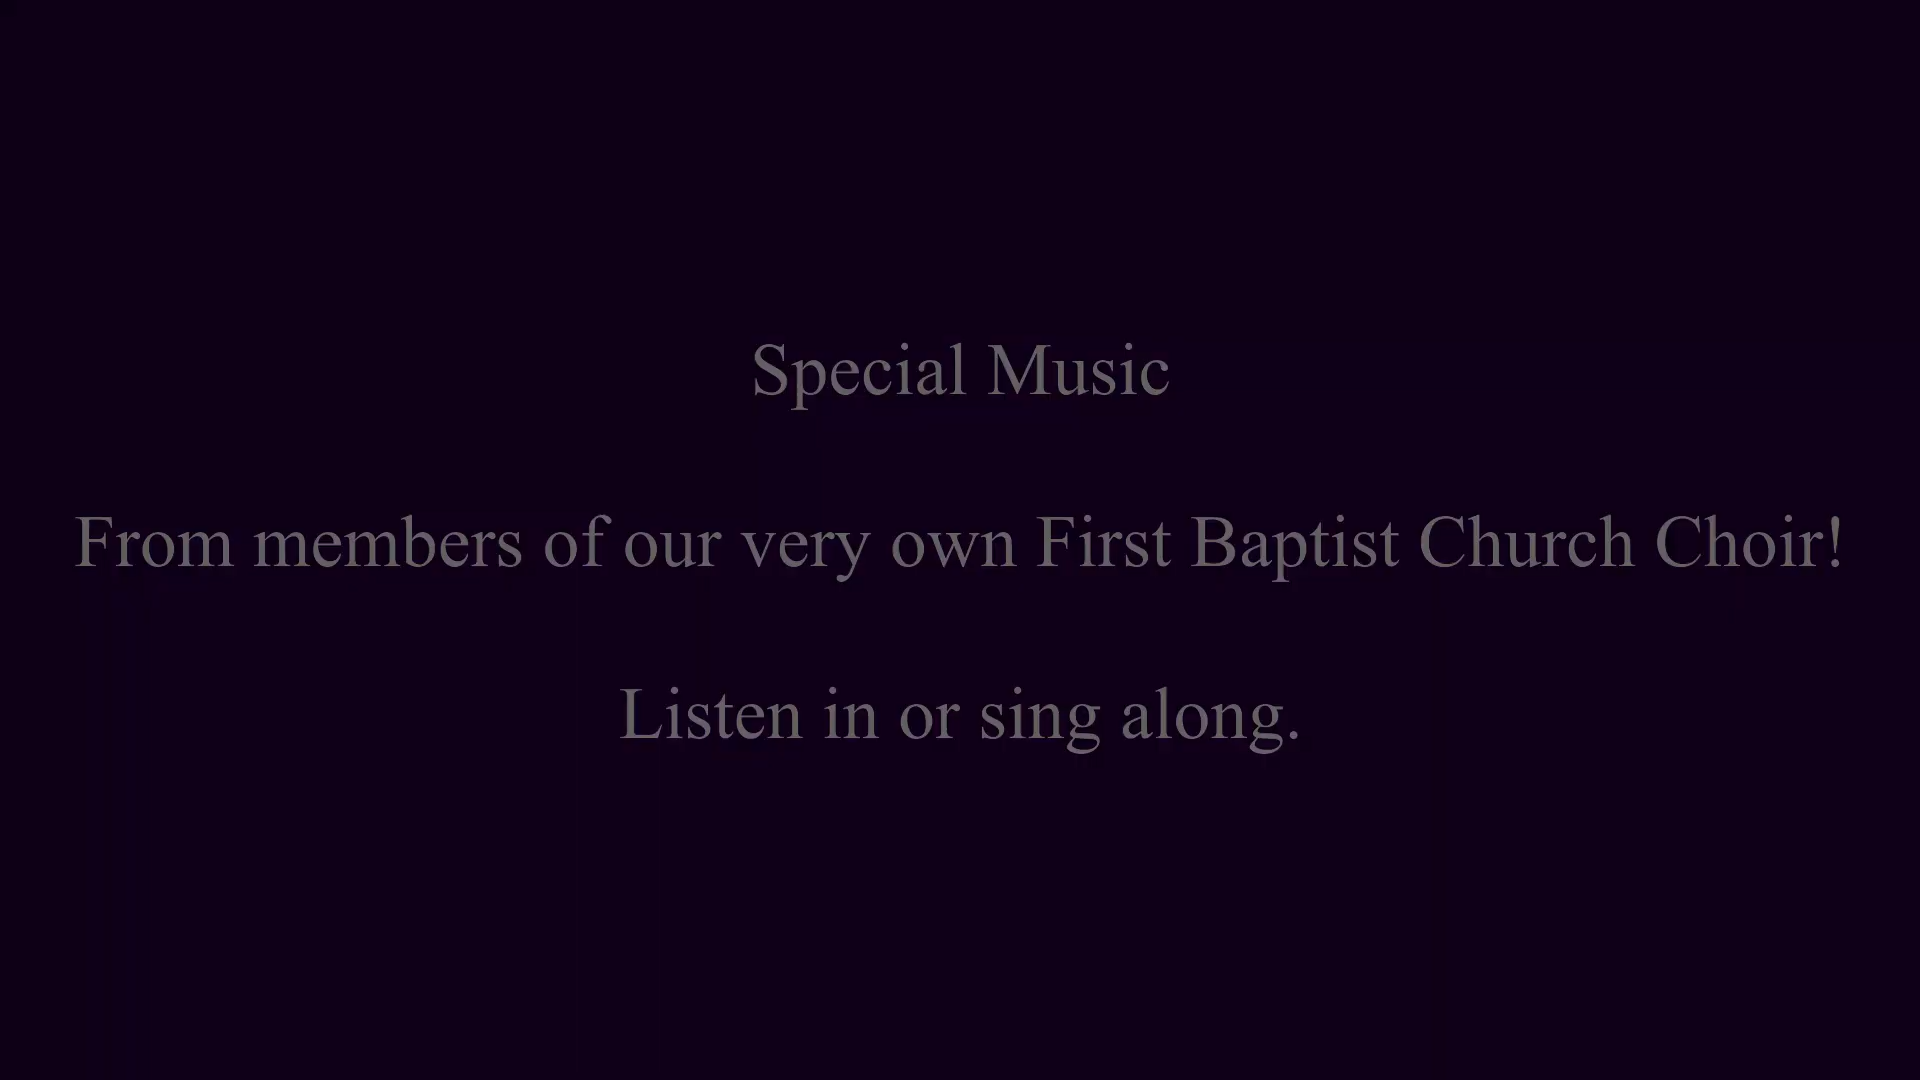 Special Music
From members of our very own First Baptist Church Choir!
Listen in or sing along.